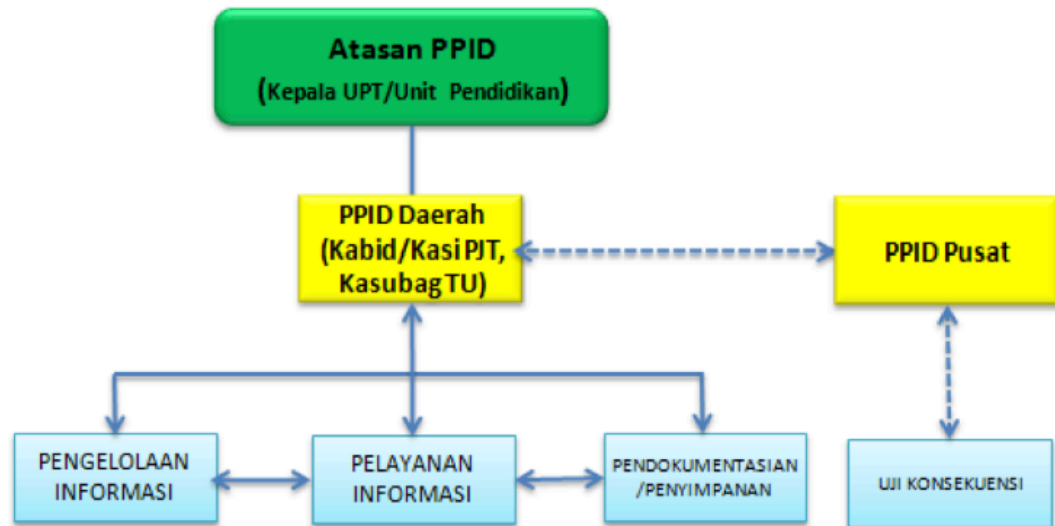 Atasan PPID
(Kepala UPT/Unit Pendidikan)
PPID Daerah
(Kabid/Kasi PJT,
Kasubag TU)
PPID Pusat
PENGELOLAAN
INFORMASI
PELAYANAN
INFORMASI
PENDOKUMENTASIAN
/PENYIMPANAN
UJI KONSEKUENSI